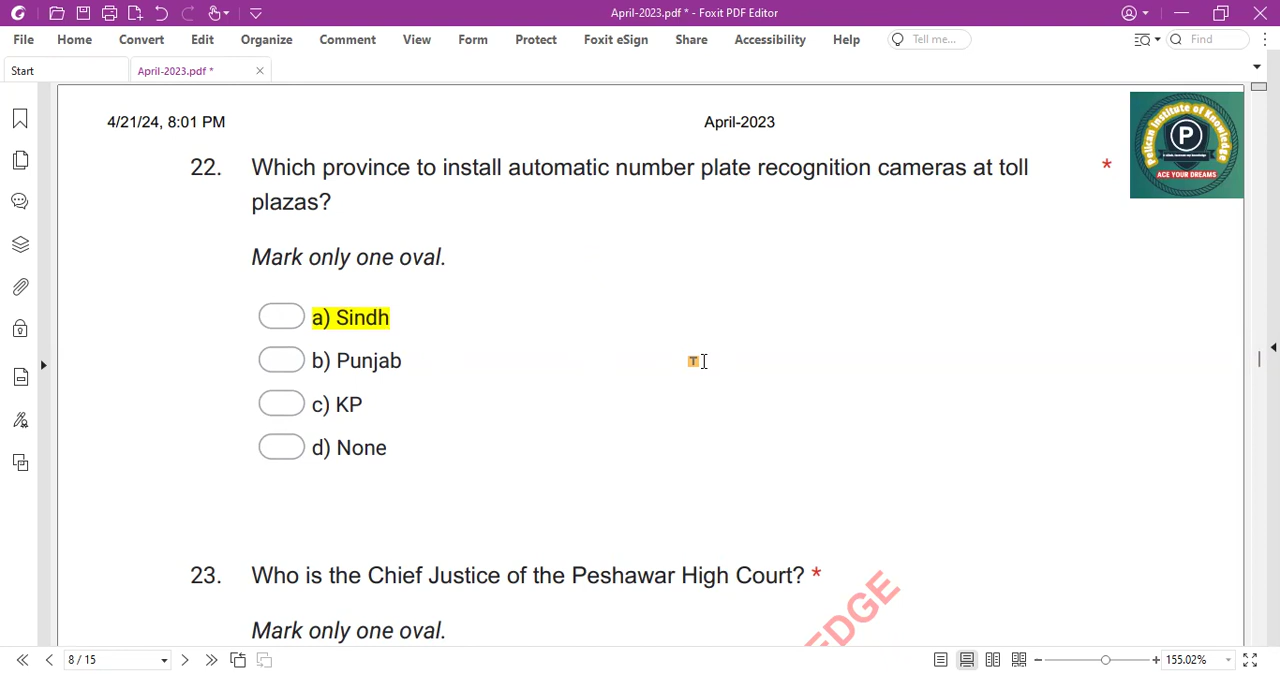 April-2023.pdf * - Foxit PDF Editor
File Home Convert Edit Organize Comment View Form Protect Foxit eSign Share Accessibility Help Tell me... Find
Start April-2023.pdf *
4/21/24, 8:01 PM April-2023
Pelican Institute of Knowledge
P
ACE YOUR DREAMS
22. Which province to install automatic number plate recognition cameras at toll *
plazas?
Mark only one oval.
a) Sindh
b) Punjab
T
c) KP
d) None
23. Who is the Chief Justice of the Peshawar High Court? *
Mark only one oval.
EDGE
8 / 15 155.02%